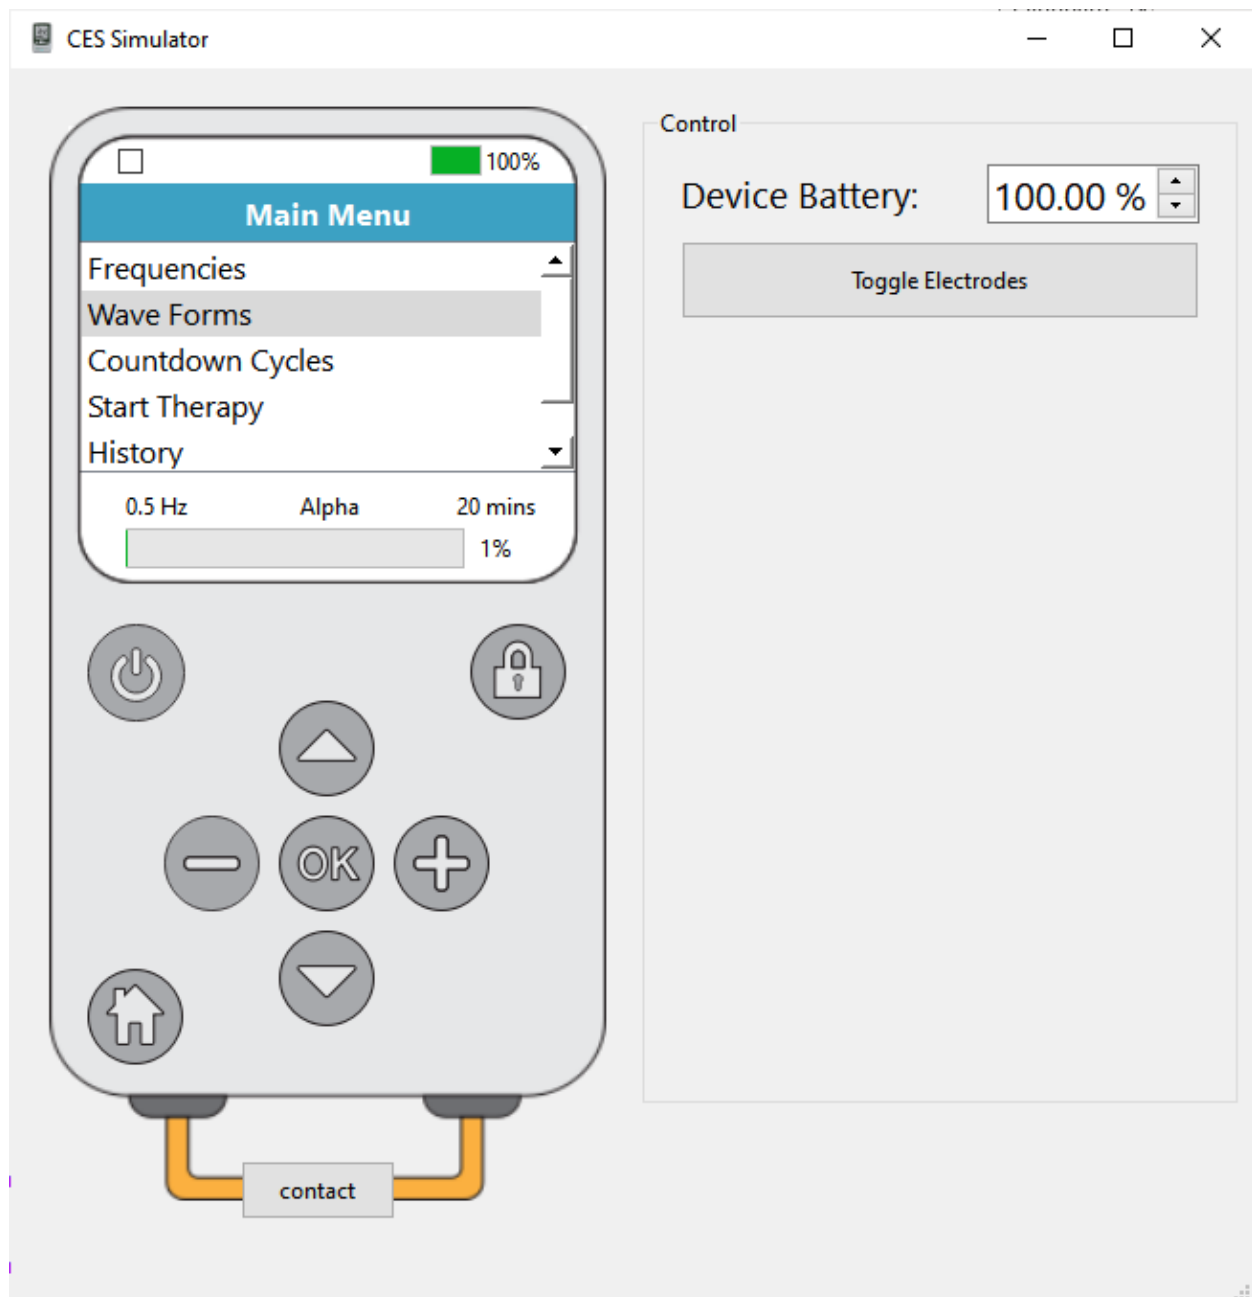 CES Simulator
100%
Main Menu
Frequencies
Wave Forms
Countdown Cycles
Start Therapy
History
0.5 Hz Alpha 20 mins
1%
OK
contact
Control
Device Battery: 100.00 %
Toggle Electrodes